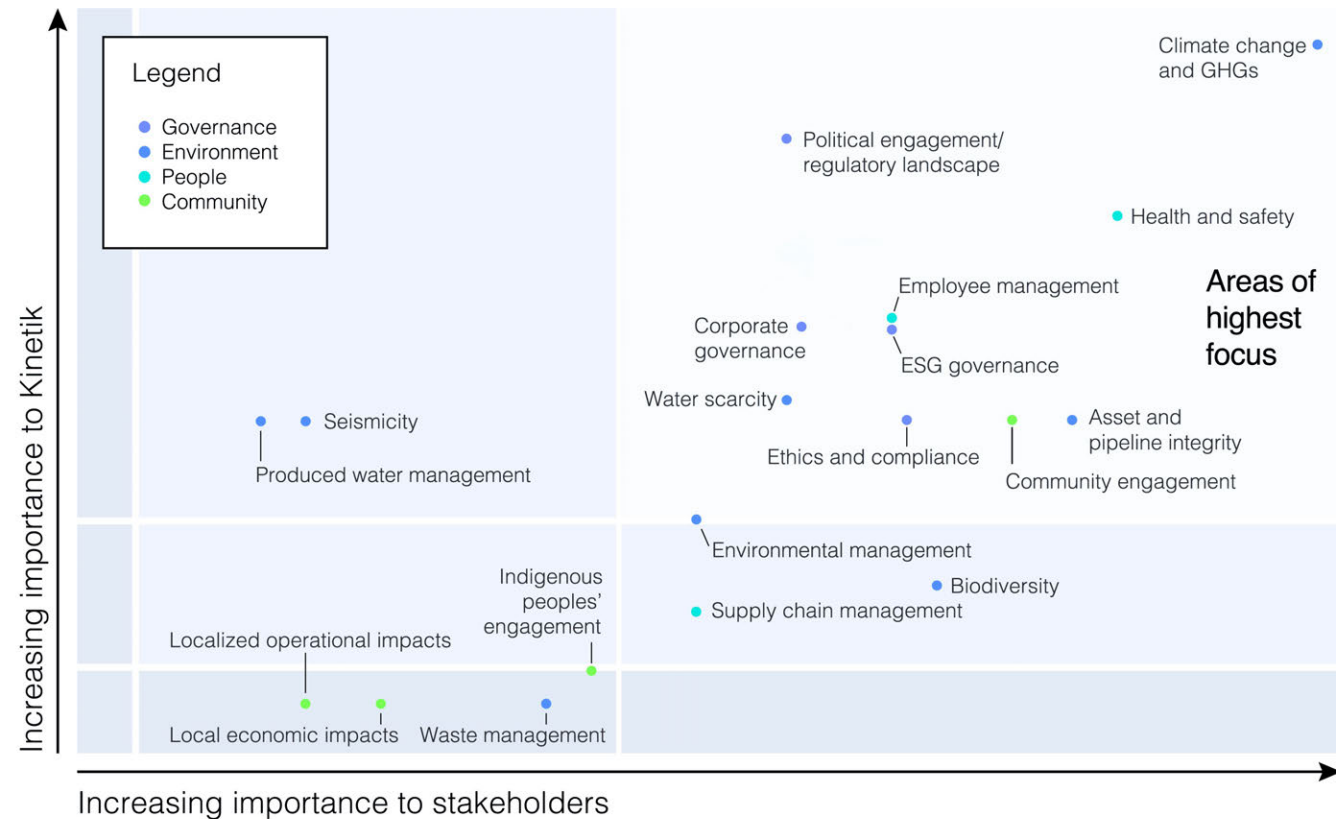 Increasing importance to Kinetik
Legend
Governance
Environment
People
Community
Climate change
and GHGs
Political engagement/
regulatory landscape
Health and safety
Areas of
highest
focus
Employee management
Corporate
governance
ESG governance
Water scarcity
Seismicity
Produced water management
Ethics and compliance
Asset and
pipeline integrity
Community engagement
Environmental management
Indigenous
peoples’
engagement
Biodiversity
Supply chain management
Localized operational impacts
Local economic impacts
Waste management
Increasing importance to stakeholders